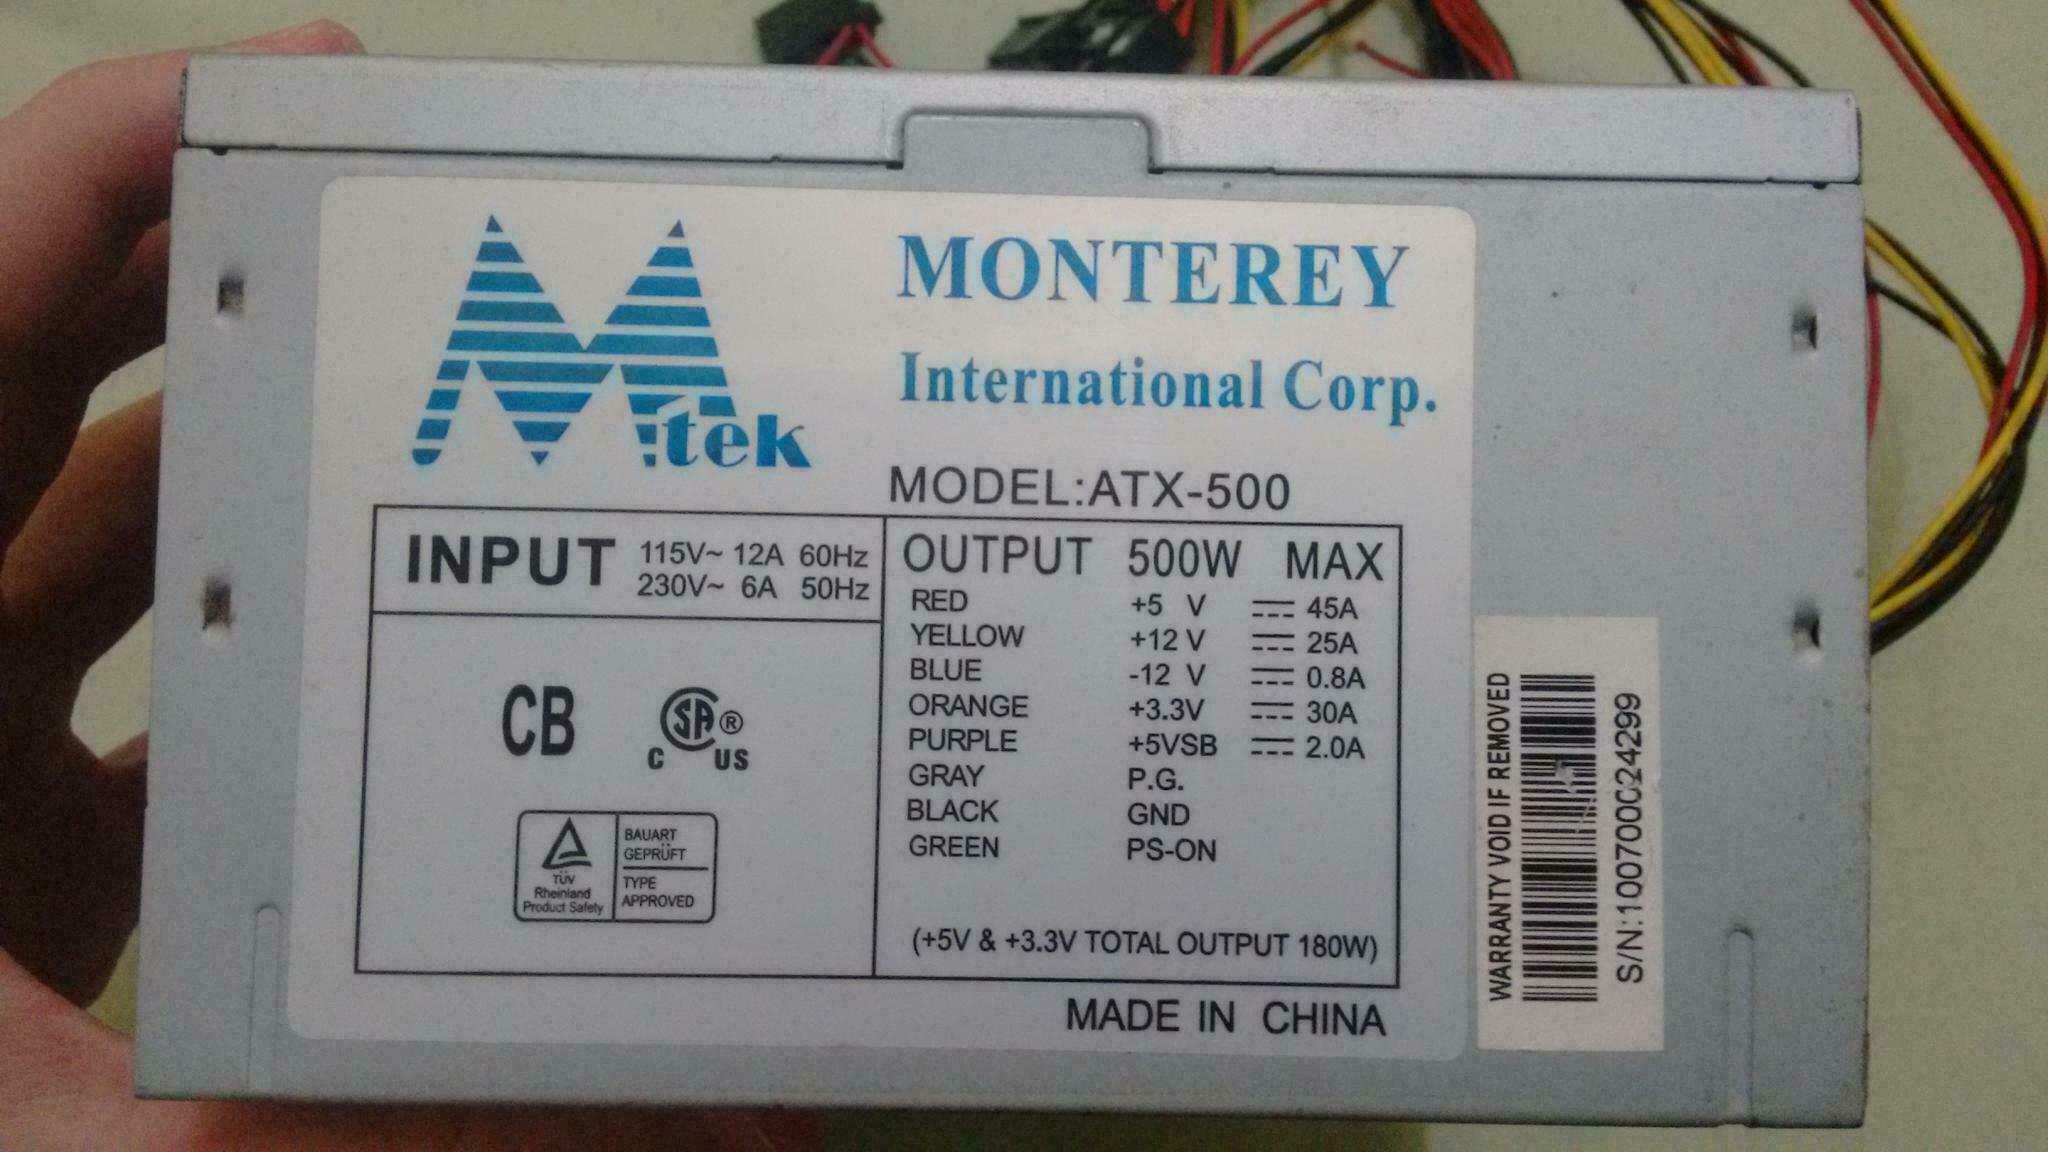 M
tek
MONTEREY
International Corp.
MODEL:ATX-500
INPUT 115V~ 12A 60Hz
230V~ 6A 50Hz
CB
CSA®
C US
TÜV
Rheinland
Product Safety
BAUART
GEPRÜFT
TYPE
APPROVED
OUTPUT 500W MAX
RED +5 V ⎓ 45A
YELLOW +12 V ⎓ 25A
BLUE -12 V ⎓ 0.8A
ORANGE +3.3V ⎓ 30A
PURPLE +5VSB ⎓ 2.0A
GRAY P.G.
BLACK GND
GREEN PS-ON
(+5V & +3.3V TOTAL OUTPUT 180W)
MADE IN CHINA
WARRANTY VOID IF REMOVED
S/N:100700024299